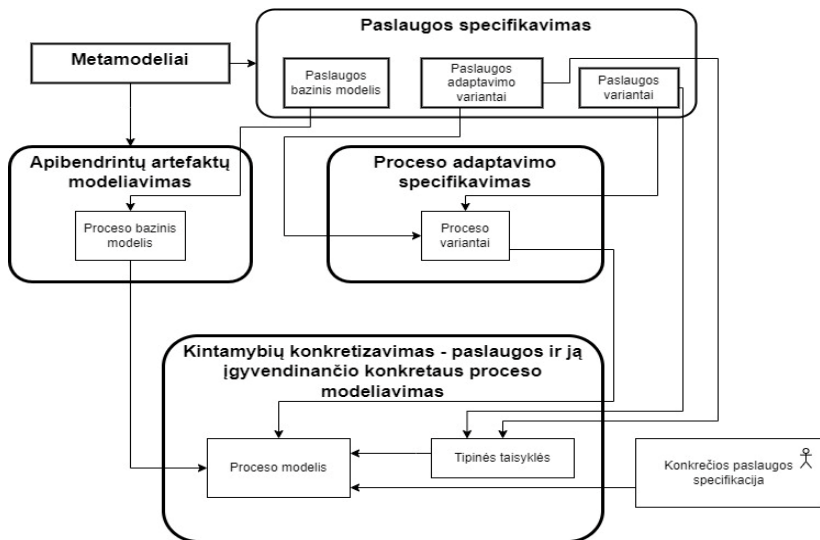 Paslaugos specifikavimas
Metamodeliai
Paslaugos
bazinis modelis
Paslaugos
adaptavimo
variantai
Paslaugos
variantai
Apibendrintų artefaktų
modeliavimas
Proceso adaptavimo
specifikavimas
Proceso bazinis
modelis
Proceso
variantai
Kintamybių konkretizavimas - paslaugos ir ją
įgyvendinančio konkretaus proceso
modeliavimas
Proceso modelis
Tipinės taisyklės
Konkrečios paslaugos
specifikacija